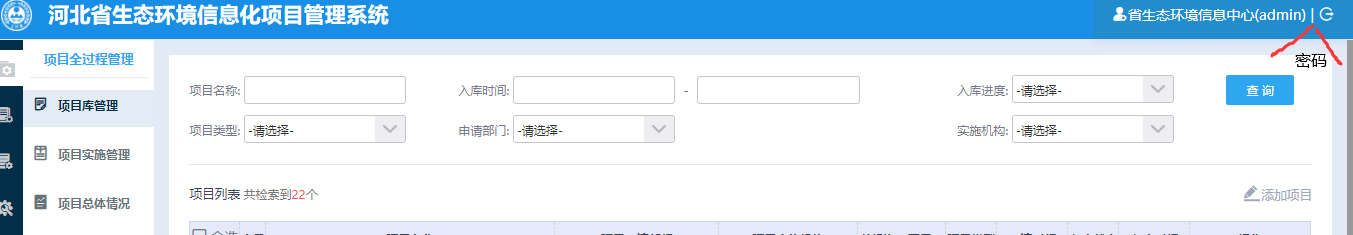 河北省生态环境信息化项目管理系统
省生态环境信息中心(admin) |
密码
项目全过程管理
项目库管理
项目实施管理
项目总体情况
项目名称:
入库时间: -
入库进度: -请选择-
查 询
项目类型: -请选择-
申请部门: -请选择-
实施机构: -请选择-
项目列表 共检索到22个
添加项目